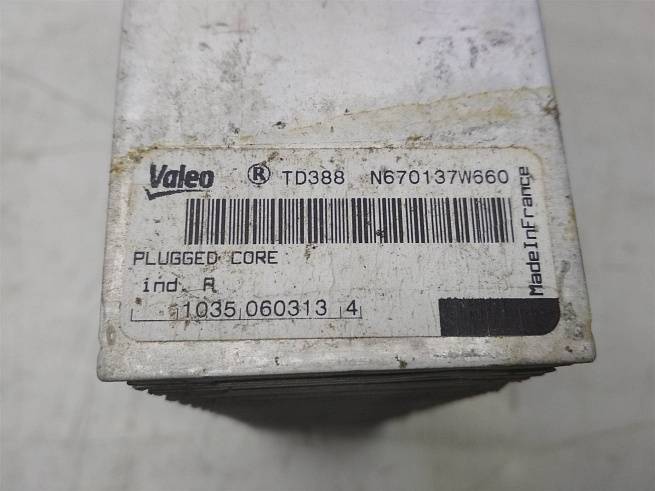 Valeo ® TD388 N670137W660
PLUGGED CORE
ind. A
1035 060313 4
MadeInFrance